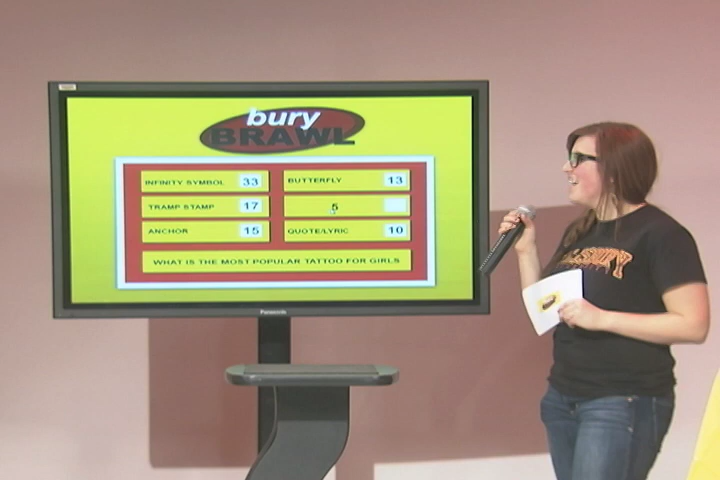 bury
BRAWL
INFINITY SYMBOL 33
BUTTERFLY 13
TRAMP STAMP 17
5
ANCHOR 15
QUOTE/LYRIC 10
WHAT IS THE MOST POPULAR TATTOO FOR GIRLS
Panasonic